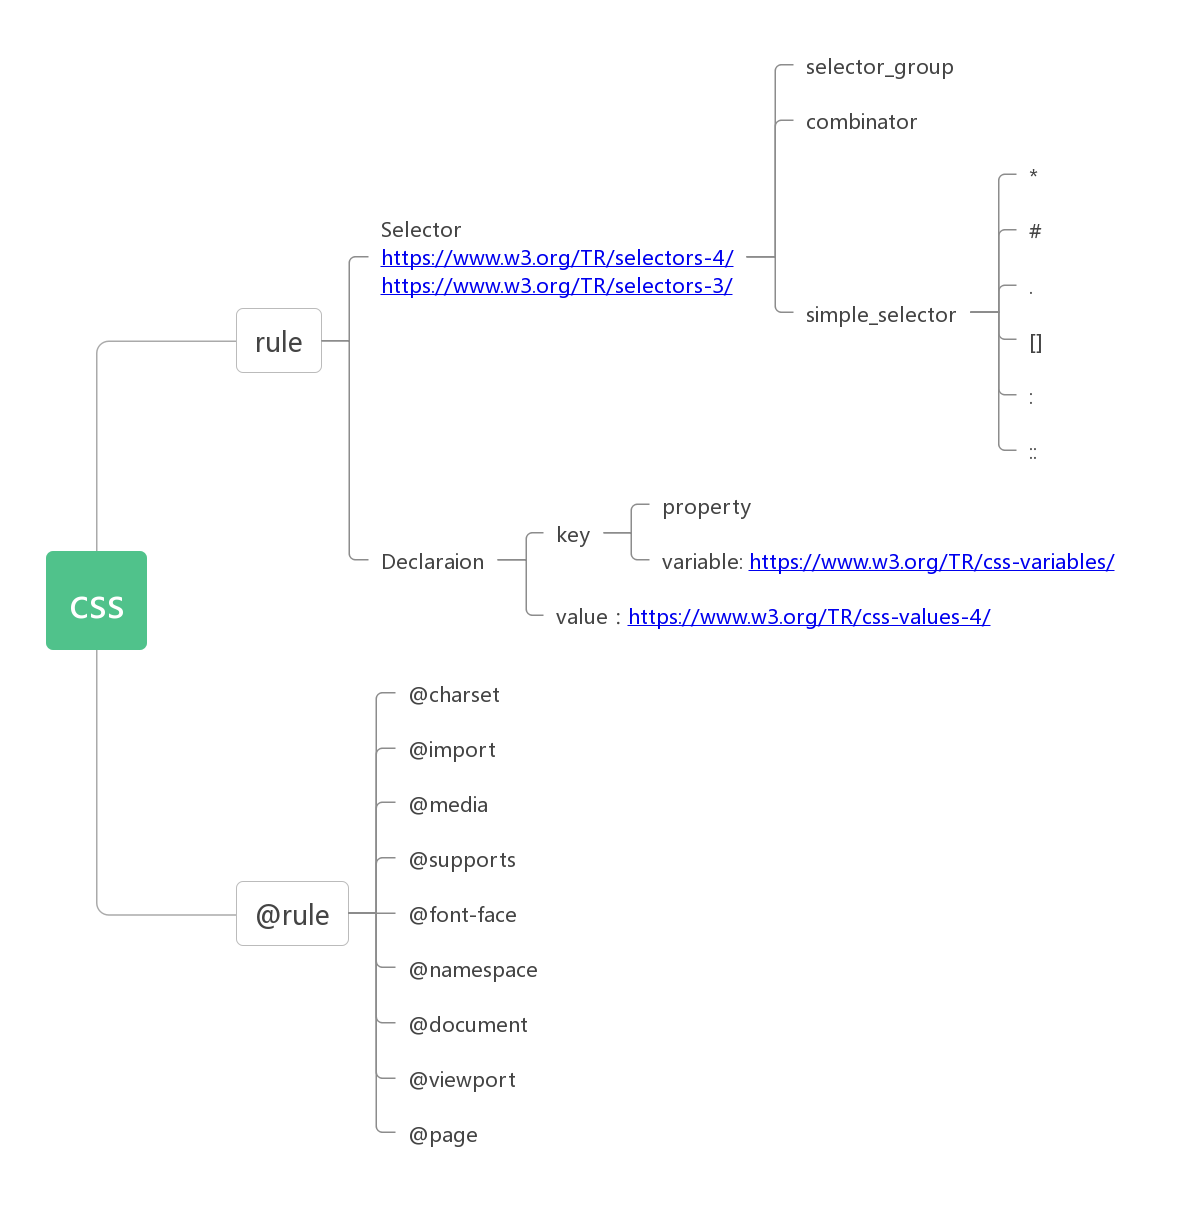 css
rule
Selector
https://www.w3.org/TR/selectors-4/
https://www.w3.org/TR/selectors-3/
selector_group
combinator
simple_selector
*
#
.
[]
:
::
Declaraion
key
property
variable: https://www.w3.org/TR/css-variables/
value：https://www.w3.org/TR/css-values-4/
@rule
@charset
@import
@media
@supports
@font-face
@namespace
@document
@viewport
@page